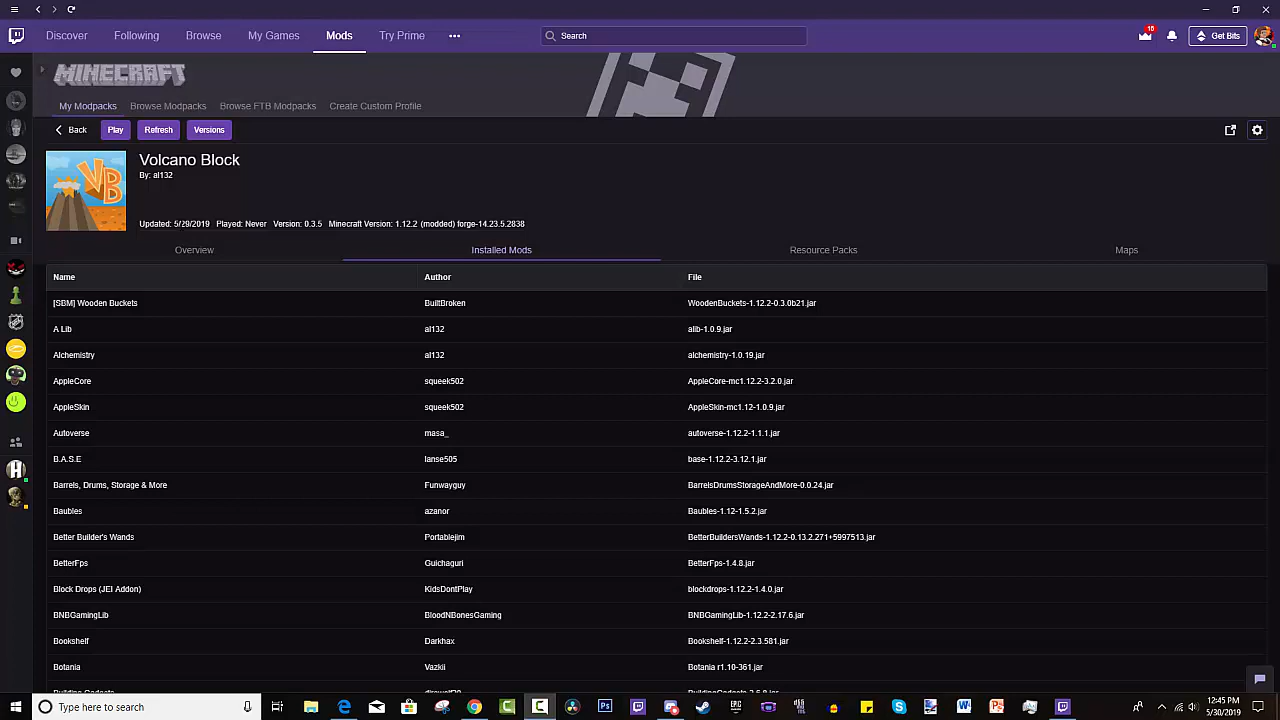 Discover Following Browse My Games Mods Try Prime ••• Search 15 Get Bits
MINECRAFT
My Modpacks Browse Modpacks Browse FTB Modpacks Create Custom Profile
Back Play Refresh Versions
VB
Volcano Block
By: al132
Updated: 5/29/2019 Played: Never Version: 0.3.5 Minecraft Version: 1.12.2 (modded) forge-14.23.5.2838
Overview Installed Mods Resource Packs Maps
Name Author File
[SBM] Wooden Buckets BuiltBroken WoodenBuckets-1.12.2-0.3.0b21.jar
A Lib al132 alib-1.0.9.jar
Alchemistry al132 alchemistry-1.0.19.jar
AppleCore squeek502 AppleCore-mc1.12.2-3.2.0.jar
AppleSkin squeek502 AppleSkin-mc1.12-1.0.9.jar
Autoverse masa_ autoverse-1.12.2-1.1.1.jar
B.A.S.E lanse505 base-1.12.2-3.12.1.jar
Barrels, Drums, Storage & More Funwayguy BarrelsDrumsStorageAndMore-0.0.24.jar
Baubles azanor Baubles-1.12-1.5.2.jar
Better Builder's Wands Portablejim BetterBuildersWands-1.12.2-0.13.2.271+5997513.jar
BetterFps Guichaguri BetterFps-1.4.8.jar
Block Drops (JEI Addon) KidsDontPlay blockdrops-1.12.2-1.4.0.jar
BNBGamingLib BloodNBonesGaming BNBGamingLib-1.12.2-2.17.6.jar
Bookshelf Darkhax Bookshelf-1.12.2-2.3.581.jar
Botania Vazkii Botania r1.10-361.jar
Building Gadgets direwolf20 BuildingGadgets-2.6.8.jar
Type here to search
12:45 PM
5/30/2019